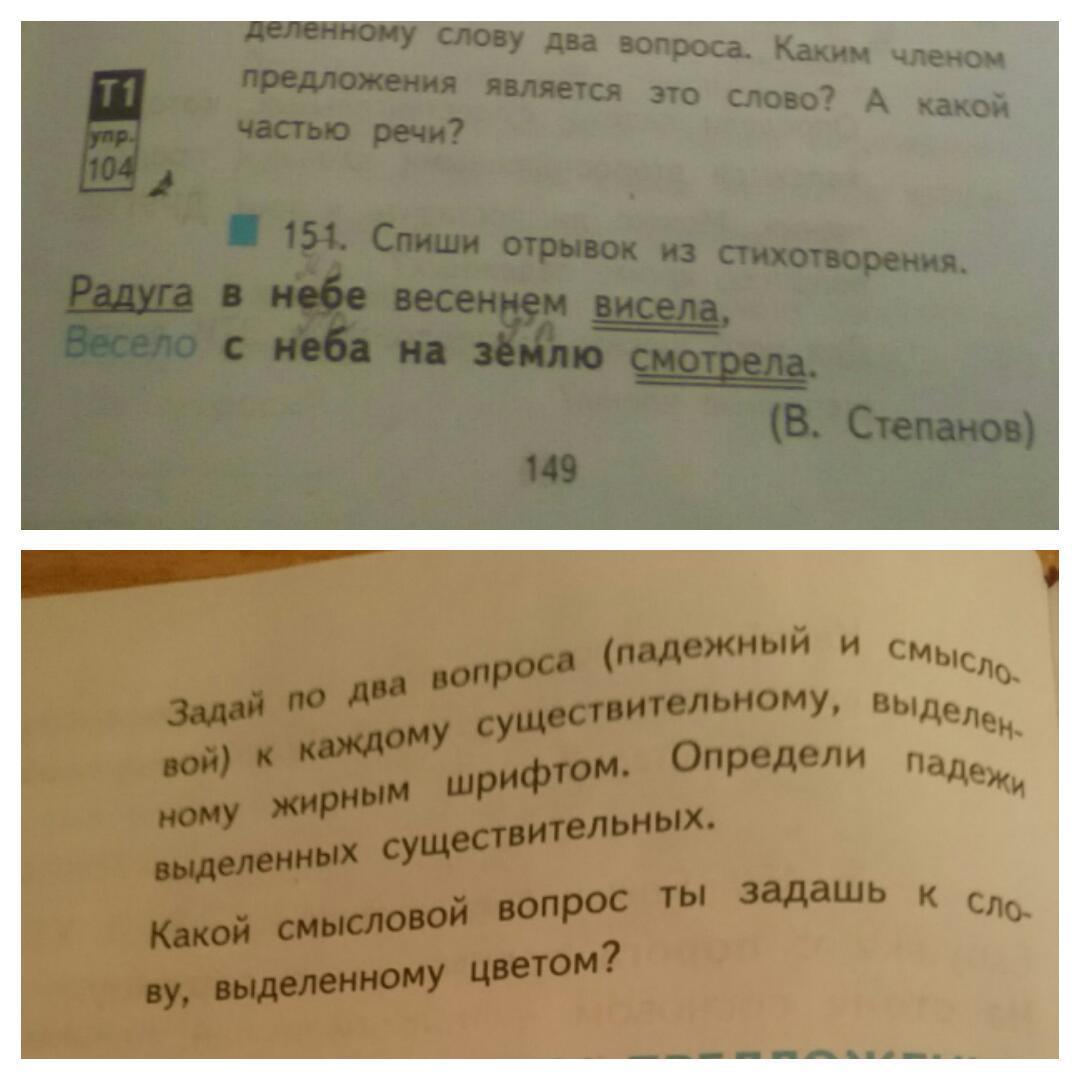 деленному слову два вопроса. Каким членом
предложения является это слово? А какой
частью речи?
Т1
упр.
104
151. Спиши отрывок из стихотворения.
Радуга в небе весеннем висела,
Весело с неба на землю смотрела.
(В. Степанов)
149
Задай по два вопроса (падежный и смысло-
вой) к каждому существительному, выделен-
ному жирным шрифтом. Определи падежи
выделенных существительных.
Какой смысловой вопрос ты задашь к сло-
ву, выделенному цветом?